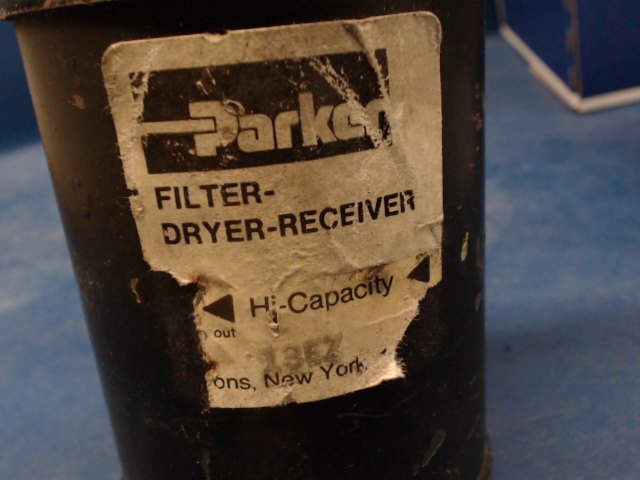 Parker
FILTER-
DRYER-RECEIVER
Hi-Capacity
out
ons, New York